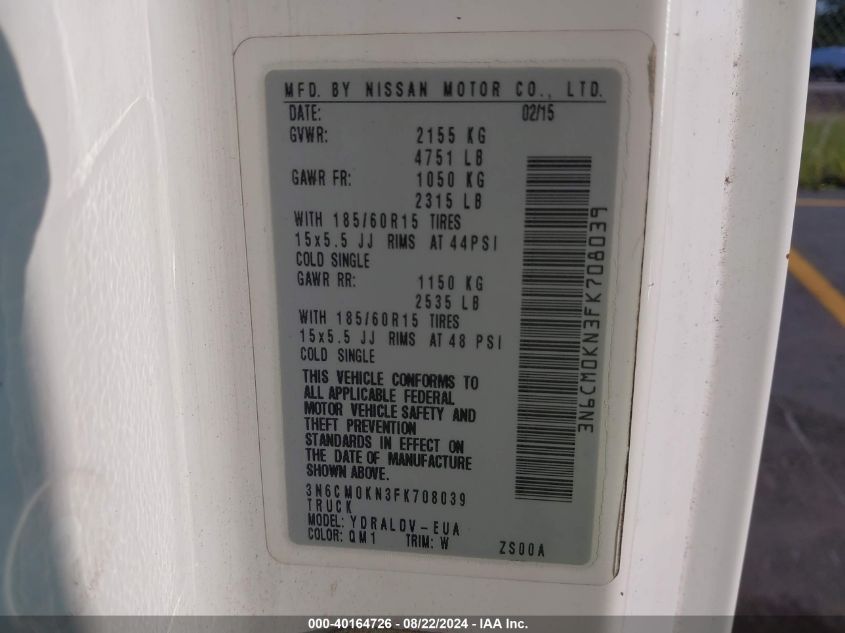 MFD. BY NISSAN MOTOR CO., LTD.
DATE: 02/15
GVWR: 2155 KG
4751 LB
GAWR FR: 1050 KG
2315 LB
WITH 185/60R15 TIRES
15x5.5 JJ RIMS AT 44PSI
COLD SINGLE
GAWR RR: 1150 KG
2535 LB
WITH 185/60R15 TIRES
15x5.5 JJ RIMS AT 48 PSI
COLD SINGLE
THIS VEHICLE CONFORMS TO
ALL APPLICABLE FEDERAL
MOTOR VEHICLE SAFETY AND
THEFT PREVENTION
STANDARDS IN EFFECT ON
THE DATE OF MANUFACTURE
SHOWN ABOVE.
3N6CM0KN3FK708039
TRUCK
MODEL: YDRALDV-EUA
COLOR: QM1 TRIM: W ZS00A
3N6CM0KN3FK708039
000-40164726 - 08/22/2024 - IAA Inc.